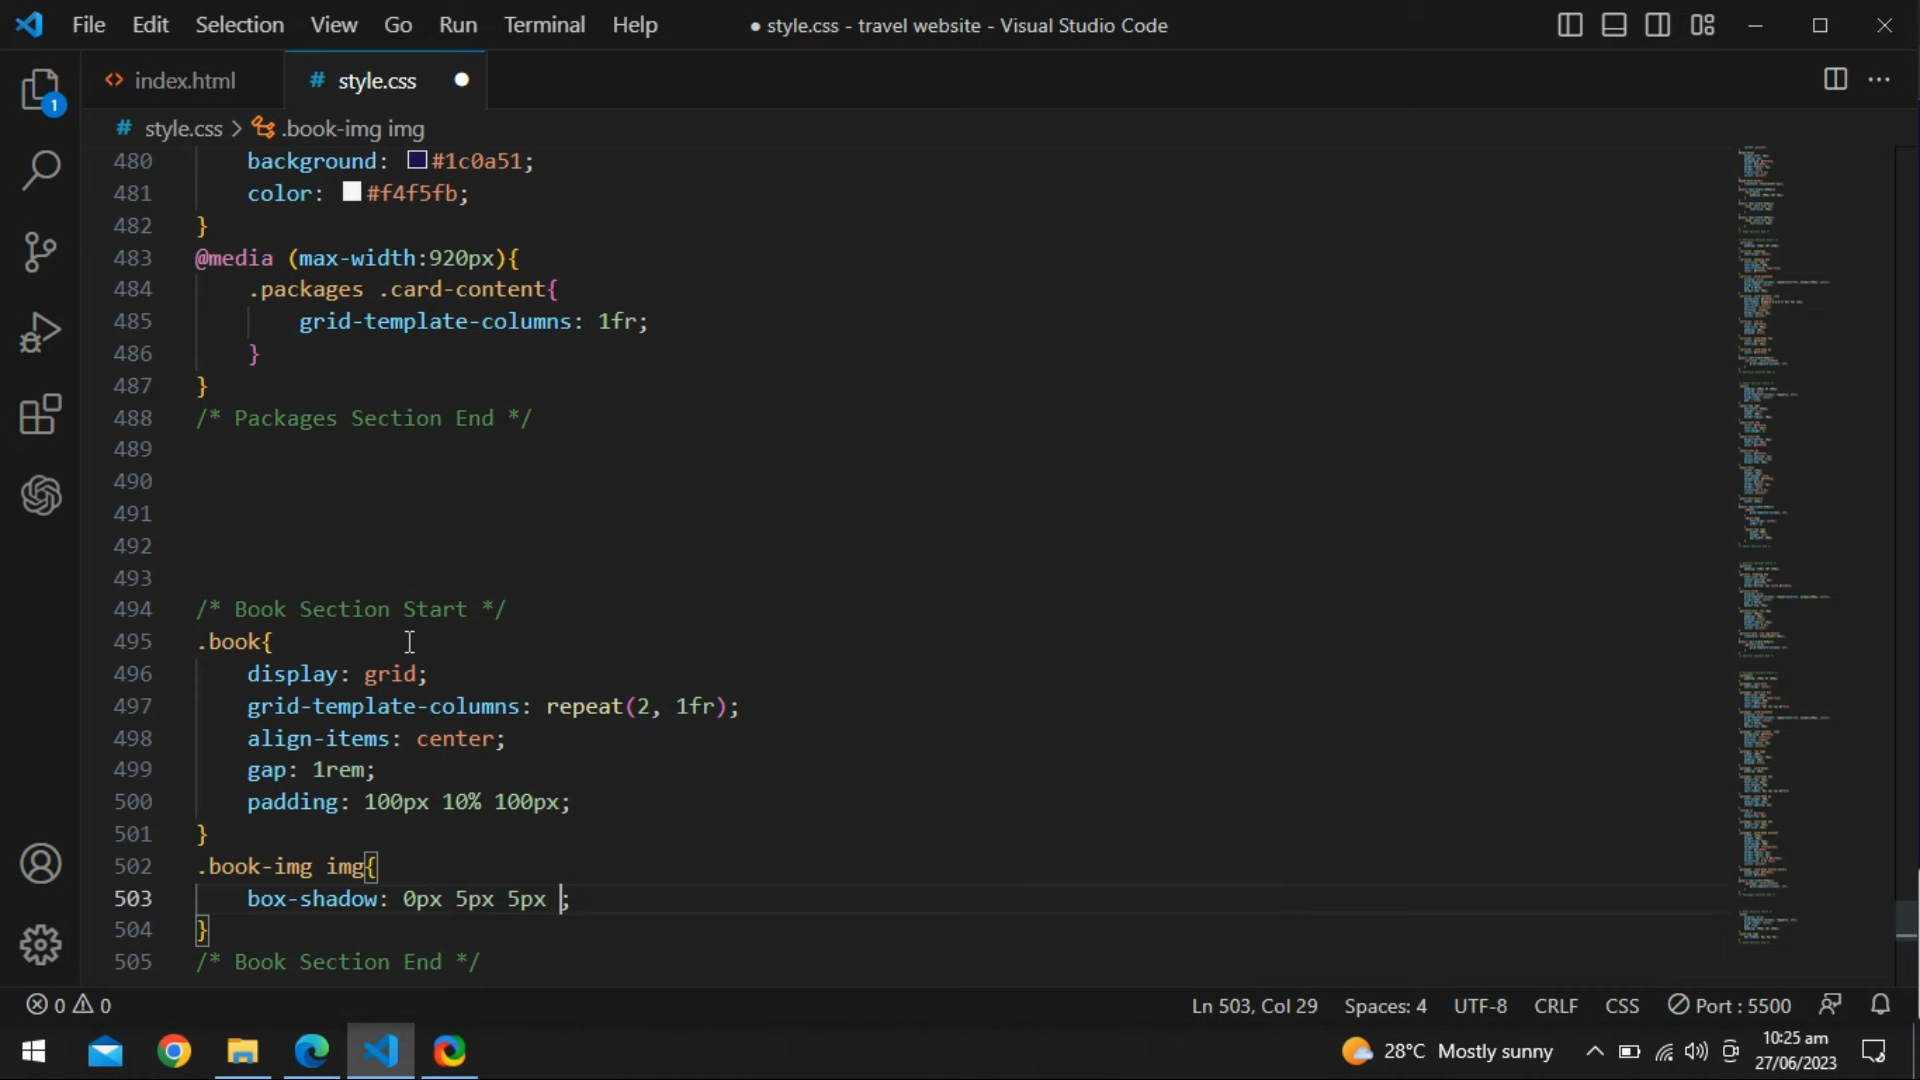 File Edit Selection View Go Run Terminal Help ● style.css - travel website - Visual Studio Code
<> index.html # style.css ●
# style.css > .book-img img
480 background: #1c0a51;
481 color: #f4f5fb;
482 }
483 @media (max-width:920px){
484 .packages .card-content{
485 grid-template-columns: 1fr;
486 }
487 }
488 /* Packages Section End */
489
490
491
492
493
494 /* Book Section Start */
495 .book{
496 display: grid;
497 grid-template-columns: repeat(2, 1fr);
498 align-items: center;
499 gap: 1rem;
500 padding: 100px 10% 100px;
501 }
502 .book-img img{
503 box-shadow: 0px 5px 5px ;
504 }
505 /* Book Section End */
1
0 0 Ln 503, Col 29 Spaces: 4 UTF-8 CRLF CSS Port : 5500
28°C Mostly sunny 10:25 am
27/06/2023